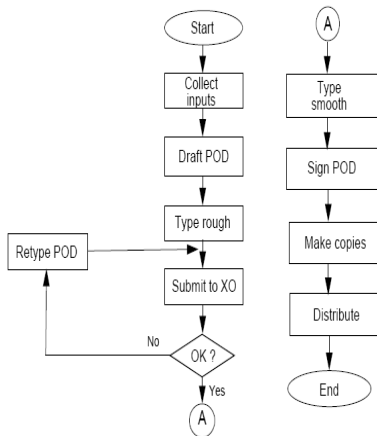 Start
Collect
inputs
Draft POD
Type rough
Retype POD
Submit to XO
No
OK ?
Yes
A
A
Type
smooth
Sign POD
Make copies
Distribute
End